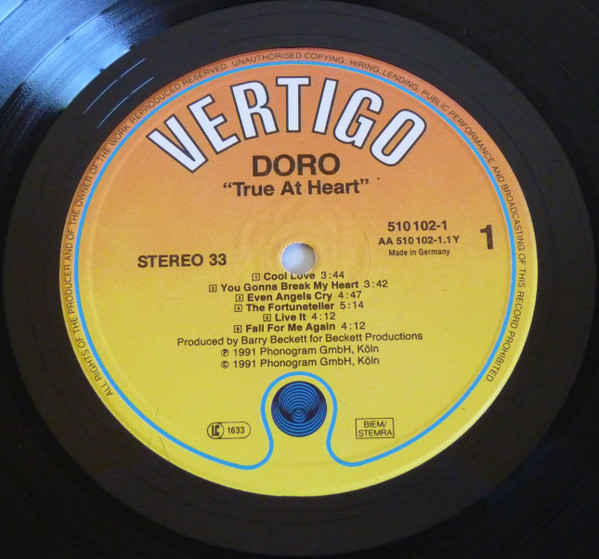 ALL RIGHTS OF THE PRODUCER AND OF THE OWNER OF THE WORK REPRODUCED RESERVED. UNAUTHORISED COPYING, HIRING, LENDING, PUBLIC PERFORMANCE AND BROADCASTING OF THIS RECORD PROHIBITED.
VERTIGO
DORO
“True At Heart”
510 102-1
AA 510 102-1.1Y
Made in Germany
1
STEREO 33
1 Cool Love 3:44
2 You Gonna Break My Heart 3:42
3 Even Angels Cry 4:47
4 The Fortuneteller 5:14
5 Live It 4:12
6 Fall For Me Again 4:12
Produced by Barry Beckett for Beckett Productions
℗ 1991 Phonogram GmbH, Köln
© 1991 Phonogram GmbH, Köln
LC 1633
BIEM/
STEMRA